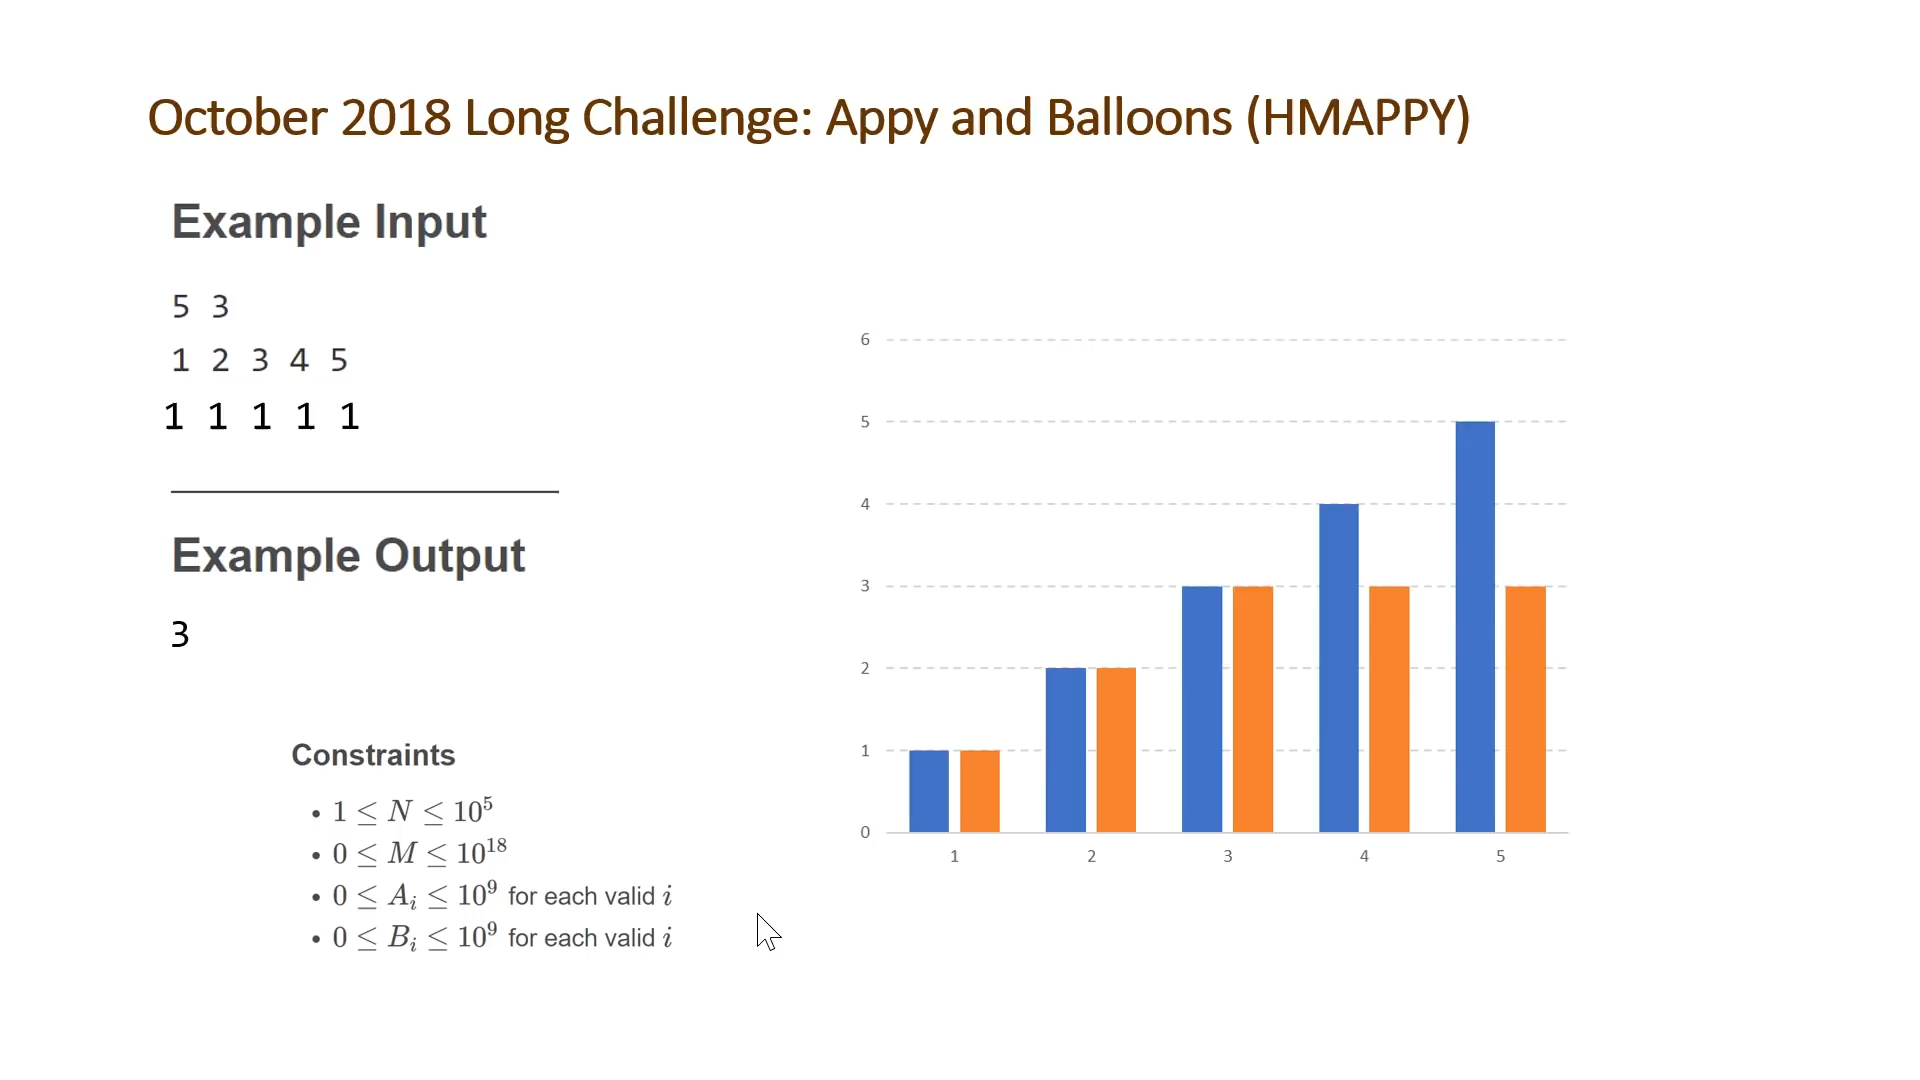 October 2018 Long Challenge: Appy and Balloons (HMAPPY)
Example Input
5 3
1 2 3 4 5
1 1 1 1 1
Example Output
3
Constraints
• 1 ≤ N ≤ 10^5
• 0 ≤ M ≤ 10^18
• 0 ≤ A_i ≤ 10^9 for each valid i
• 0 ≤ B_i ≤ 10^9 for each valid i
6
5
4
3
2
1
0
1 2 3 4 5